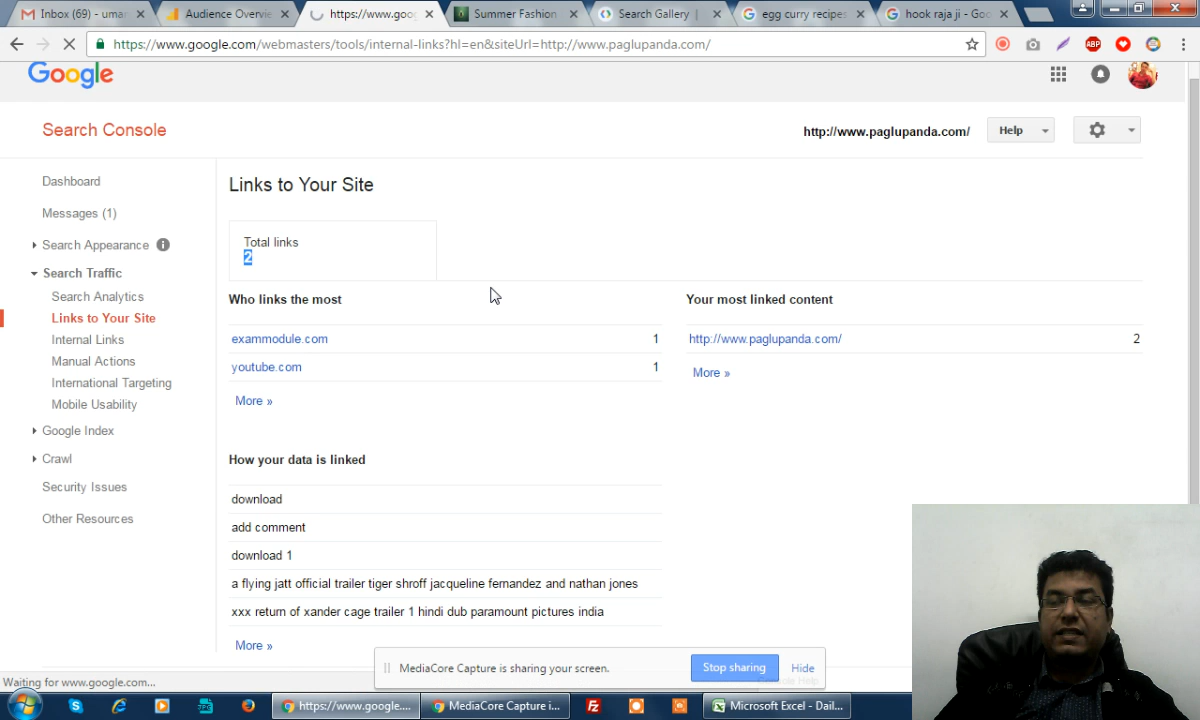 Inbox (69) - umar
Audience Overvie
https://www.goo
Summer Fashion
Search Gallery |
egg curry recipes
hook raja ji - Goo
https://www.google.com/webmasters/tools/internal-links?hl=en&siteUrl=http://www.paglupanda.com/
ABP
Google
Search Console
http://www.paglupanda.com/
Help
Dashboard
Messages (1)
Search Appearance
Search Traffic
Search Analytics
Links to Your Site
Internal Links
Manual Actions
International Targeting
Mobile Usability
Google Index
Crawl
Security Issues
Other Resources
Links to Your Site
Total links
2
Who links the most
exammodule.com 1
youtube.com 1
More »
Your most linked content
http://www.paglupanda.com/ 2
More »
How your data is linked
download
add comment
download 1
a flying jatt official trailer tiger shroff jacqueline fernandez and nathan jones
xxx return of xander cage trailer 1 hindi dub paramount pictures india
More »
MediaCore Capture is sharing your screen.
Stop sharing
Hide
Console Help
Waiting for www.google.com...
https://www.google....
MediaCore Capture i...
Microsoft Excel - Dail...